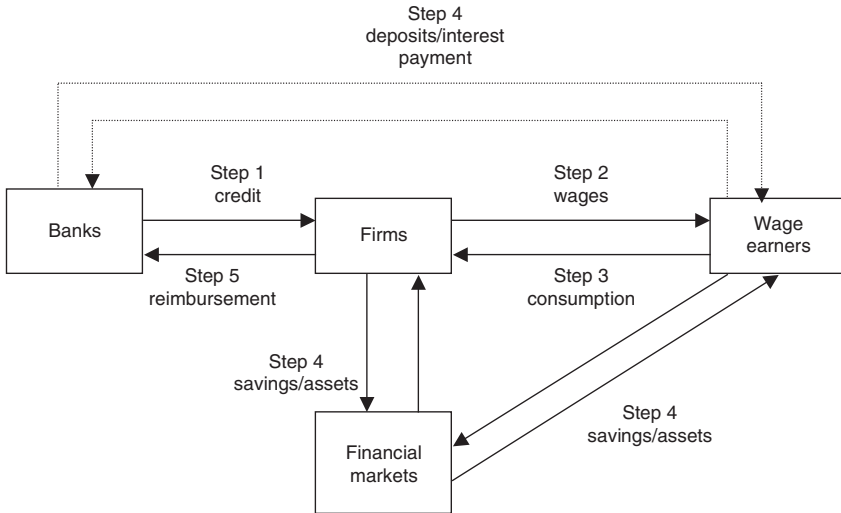 Step 4
deposits/interest
payment
Step 1
credit
Step 2
wages
Banks
Firms
Wage
earners
Step 5
reimbursement
Step 3
consumption
Step 4
savings/assets
Step 4
savings/assets
Financial
markets